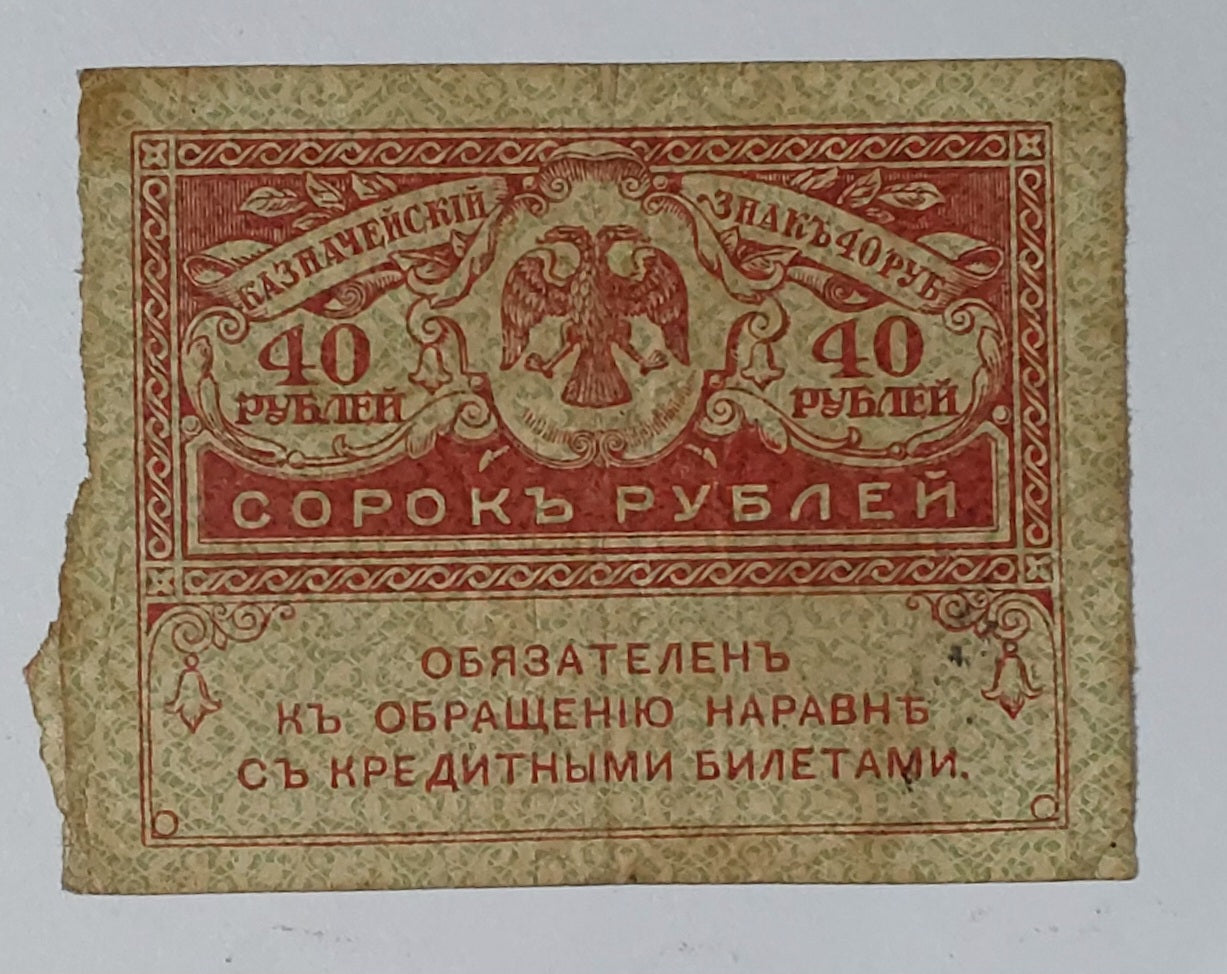 КАЗНАЧЕЙСКІЙ
ЗНАКЪ 40 РУБ
40
РУБЛЕЙ
40
РУБЛЕЙ
СОРОКЪ РУБЛЕЙ
ОБЯЗАТЕЛЕНЪ
КЪ ОБРАЩЕНІЮ НАРАВНѢ
СЪ КРЕДИТНЫМИ БИЛЕТАМИ.